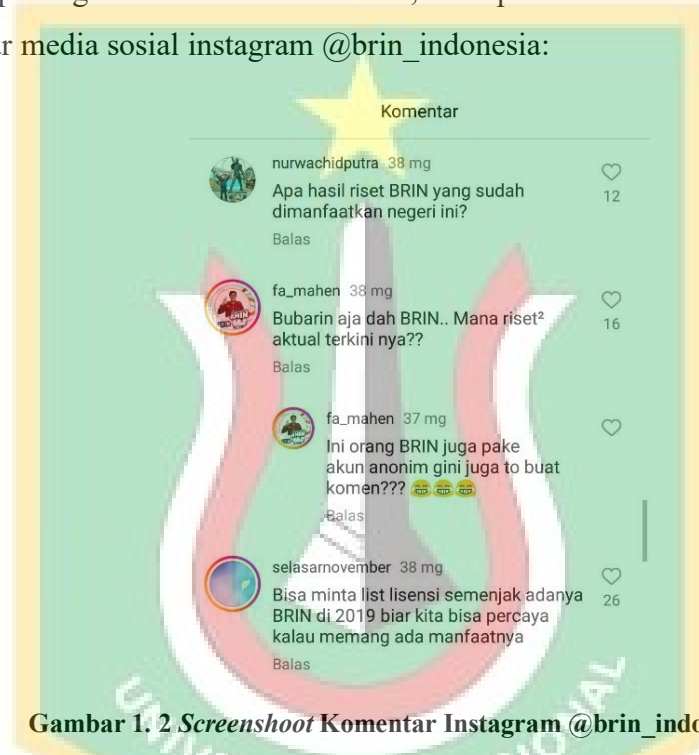 r media sosial instagram @brin_indonesia:
Komentar
nurwachidputra 38 mg
Apa hasil riset BRIN yang sudah
dimanfaatkan negeri ini?
12
Balas
fa_mahen 38 mg
Bubarin aja dah BRIN.. Mana riset²
aktual terkini nya??
16
Balas
fa_mahen 37 mg
Ini orang BRIN juga pake
akun anonim gini juga to buat
komen??? 😂😂😂
Balas
selasarnovember 38 mg
Bisa minta list lisensi semenjak adanya
BRIN di 2019 biar kita bisa percaya
kalau memang ada manfaatnya
26
Balas
Gambar 1. 2 Screenshoot Komentar Instagram @brin_indo